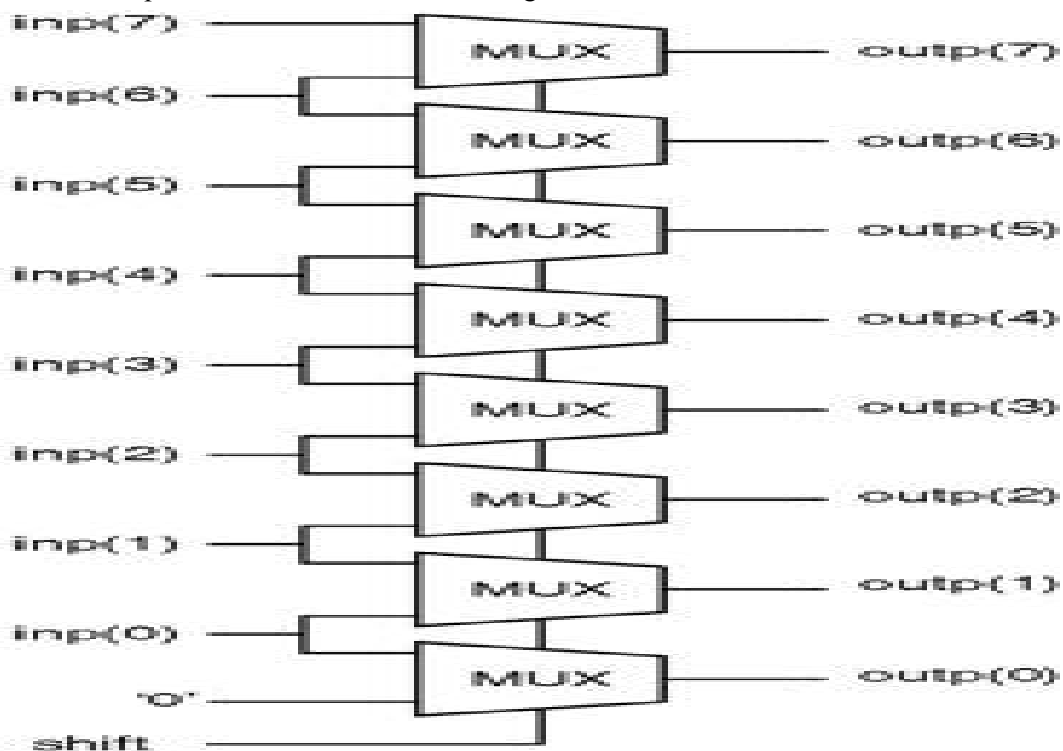 inp(7) MUX outp(7)
inp(6) MUX outp(6)
inp(5) MUX outp(5)
inp(4) MUX outp(4)
inp(3) MUX outp(3)
inp(2) MUX outp(2)
inp(1) MUX outp(1)
inp(0) MUX outp(0)
'0'
shift